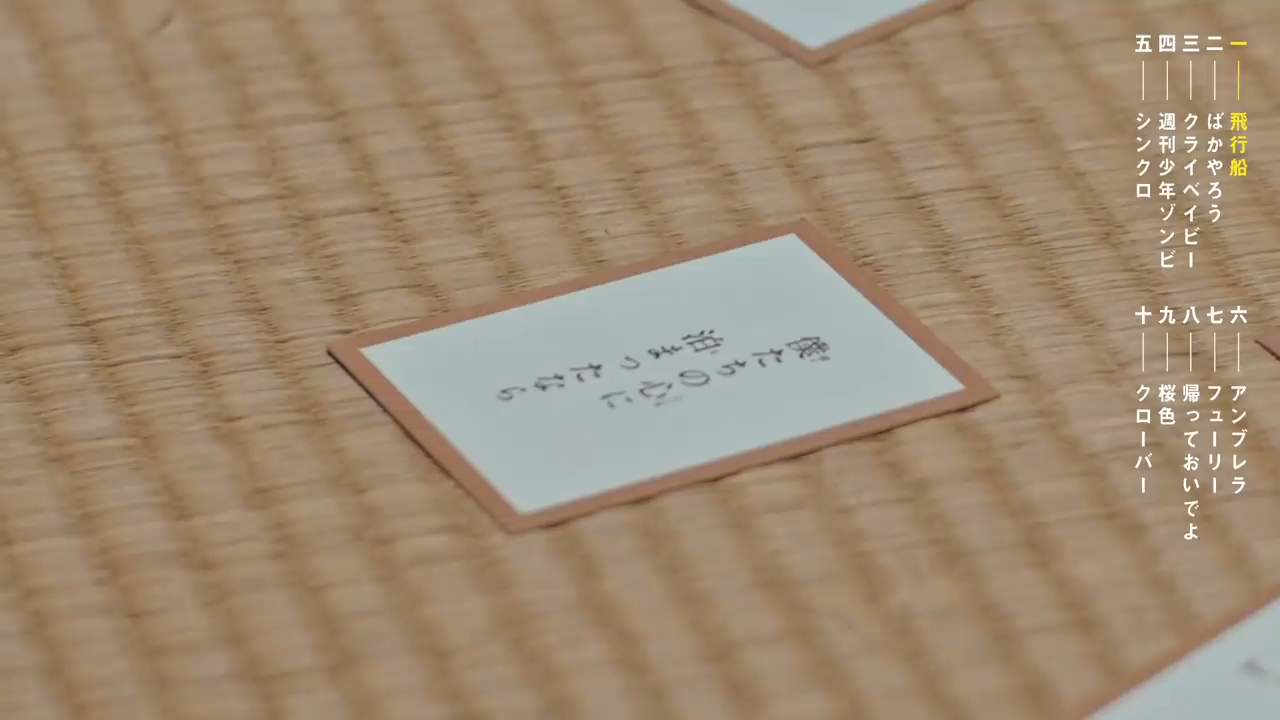 一 飛行船
二 ばかやろう
三 クライベイビー
四 週刊少年ゾンビ
五 シンクロ
六 アンブレラ
七 フューリー
八 帰っておいでよ
九 桜色
十 クローバー
僕たちの心に
泊まったなら